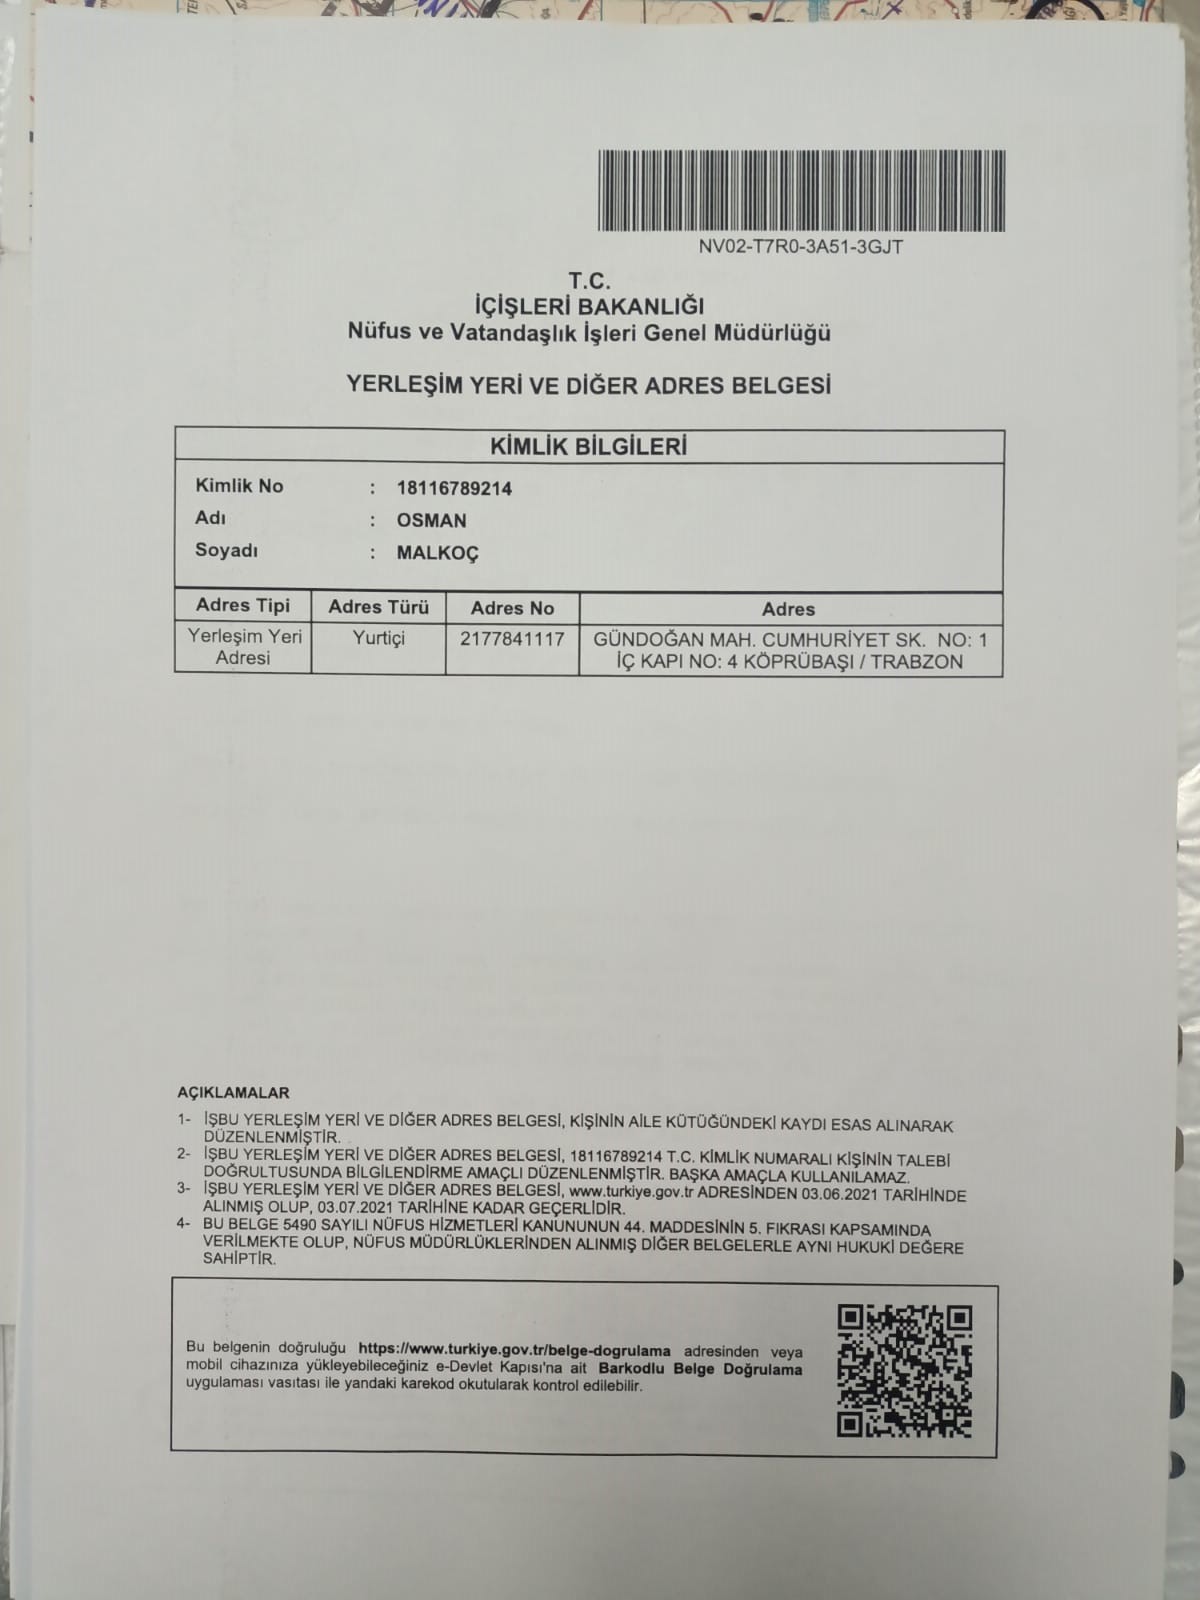 NV02-T7R0-3A51-3GJT
T.C.
İÇİŞLERİ BAKANLIĞI
Nüfus ve Vatandaşlık İşleri Genel Müdürlüğü
YERLEŞİM YERİ VE DİĞER ADRES BELGESİ
KİMLİK BİLGİLERİ
Kimlik No : 18116789214
Adı : OSMAN
Soyadı : MALKOÇ
Adres Tipi Adres Türü Adres No Adres
Yerleşim Yeri Yurtiçi 2177841117 GÜNDOĞAN MAH. CUMHURİYET SK. NO: 1
Adresi İÇ KAPI NO: 4 KÖPRÜBAŞI / TRABZON
AÇIKLAMALAR
1- İŞBU YERLEŞİM YERİ VE DİĞER ADRES BELGESİ, KİŞİNİN AİLE KÜTÜĞÜNDEKİ KAYDI ESAS ALINARAK
DÜZENLENMİŞTİR.
2- İŞBU YERLEŞİM YERİ VE DİĞER ADRES BELGESİ, 18116789214 T.C. KİMLİK NUMARALI KİŞİNİN TALEBİ
DOĞRULTUSUNDA BİLGİLENDİRME AMAÇLI DÜZENLENMİŞTİR. BAŞKA AMAÇLA KULLANILAMAZ.
3- İŞBU YERLEŞİM YERİ VE DİĞER ADRES BELGESİ, www.turkiye.gov.tr ADRESİNDEN 03.06.2021 TARİHİNDE
ALINMIŞ OLUP, 03.07.2021 TARİHİNE KADAR GEÇERLİDİR.
4- BU BELGE 5490 SAYILI NÜFUS HİZMETLERİ KANUNUNUN 44. MADDESİNİN 5. FIKRASI KAPSAMINDA
VERİLMEKTE OLUP, NÜFUS MÜDÜRLÜKLERİNDEN ALINMIŞ DİĞER BELGELERLE AYNI HUKUKİ DEĞERE
SAHİPTİR.
Bu belgenin doğruluğu https://www.turkiye.gov.tr/belge-dogrulama adresinden veya
mobil cihazınıza yükleyebileceğiniz e-Devlet Kapısı'na ait Barkodlu Belge Doğrulama
uygulaması vasıtası ile yandaki karekod okutularak kontrol edilebilir.